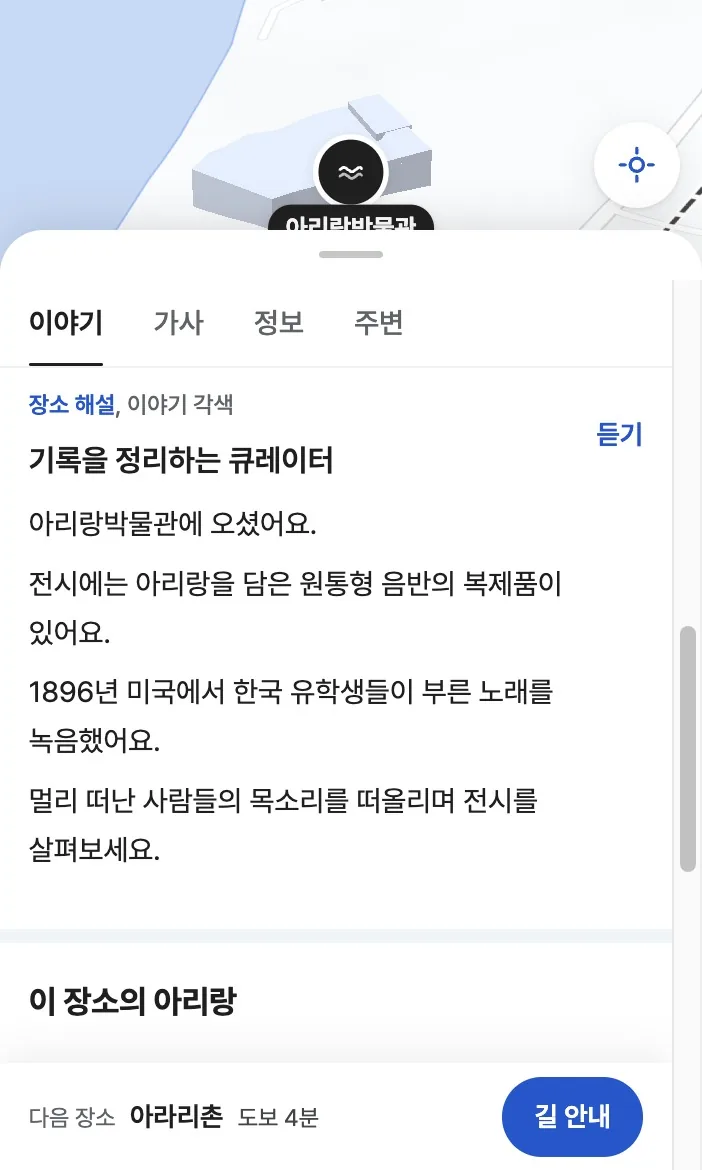 아리랑박물관
이야기 가사 정보 주변
장소 해설, 이야기 각색
듣기
기록을 정리하는 큐레이터
아리랑박물관에 오셨어요.
전시에는 아리랑을 담은 원통형 음반의 복제품이
있어요.
1896년 미국에서 한국 유학생들이 부른 노래를
녹음했어요.
멀리 떠난 사람들의 목소리를 떠올리며 전시를
살펴보세요.
이 장소의 아리랑
다음 장소 아라리촌 도보 4분
길 안내